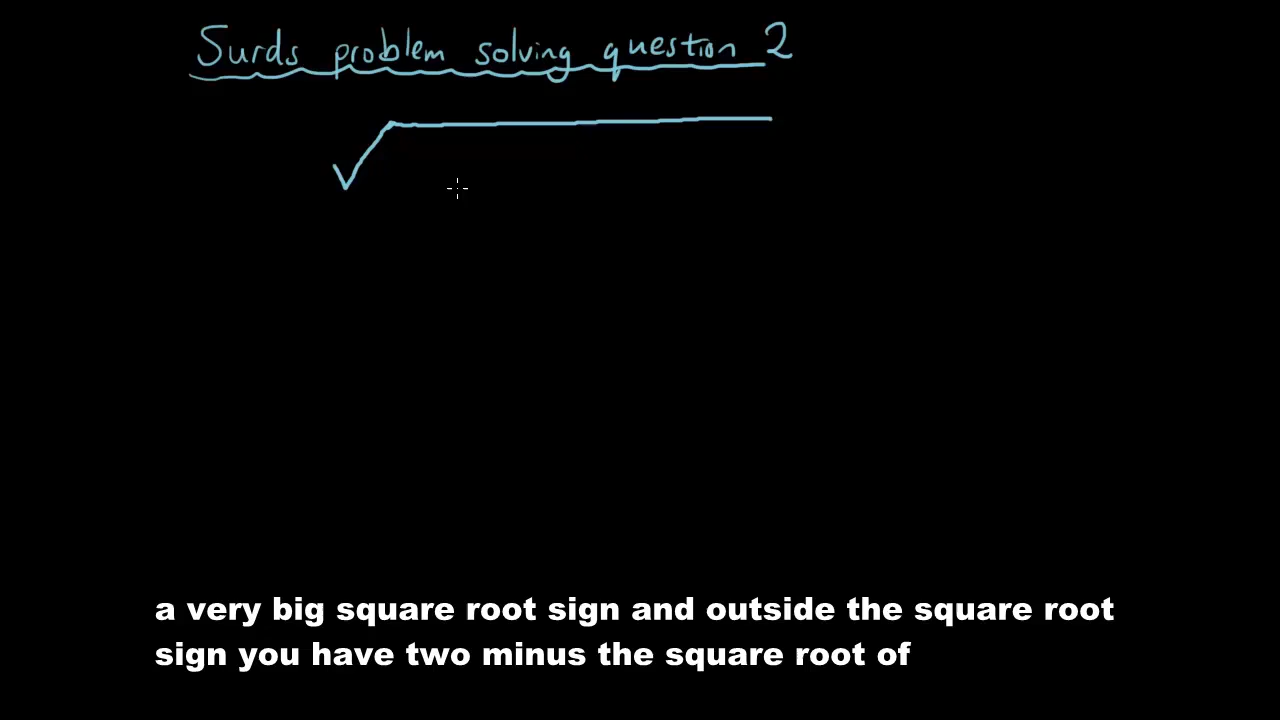 Surds problem solving question 2
√
a very big square root sign and outside the square root
sign you have two minus the square root of